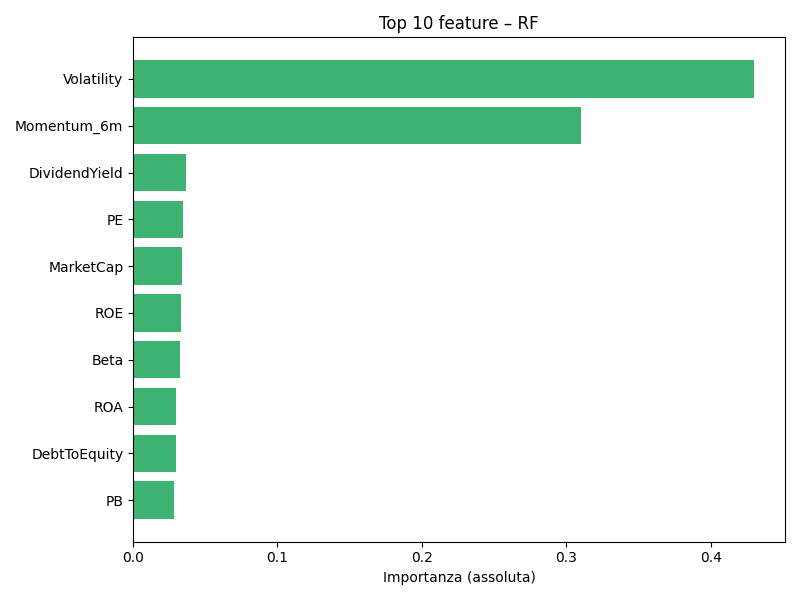 Top 10 feature – RF
Volatility
Momentum_6m
DividendYield
PE
MarketCap
ROE
Beta
ROA
DebtToEquity
PB
0.0 0.1 0.2 0.3 0.4
Importanza (assoluta)